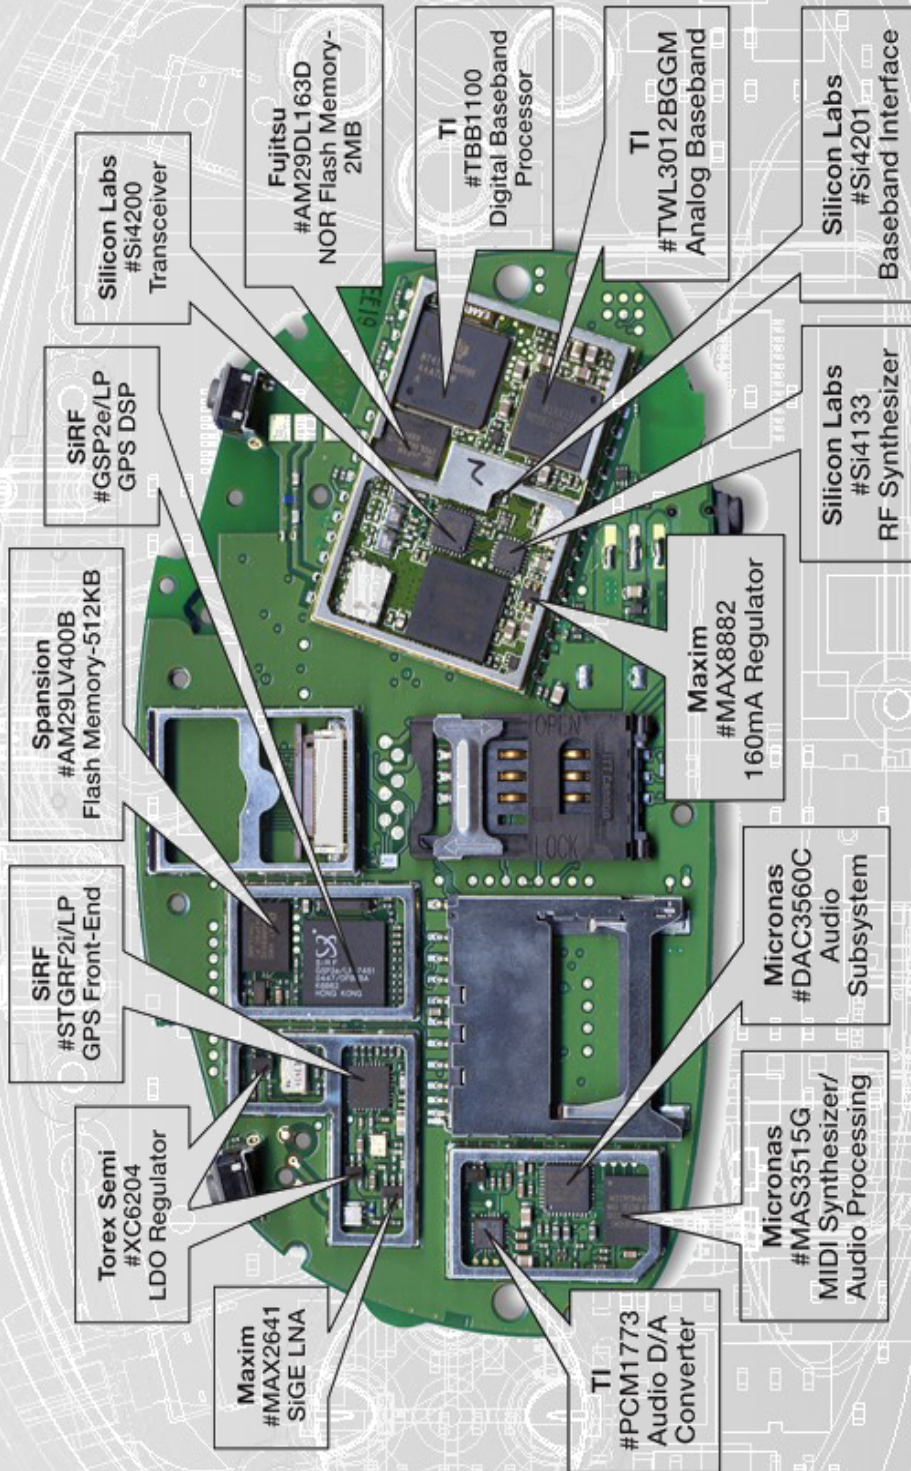 SiRF
#STGRF2i/LP
GPS Front-End
Spansion
#AM29LV400B
Flash Memory-512KB
SiRF
#GSP2e/LP
GPS DSP
Silicon Labs
#Si4200
Transceiver
Fujitsu
#AM29DL163D
NOR Flash Memory-
2MB
TI
#TBB1100
Digital Baseband
Processor
TI
#TWL3012BGGM
Analog Baseband
Silicon Labs
#Si4201
Baseband Interface
Silicon Labs
#Si4133
RF Synthesizer
Maxim
#MAX8882
160mA Regulator
Micronas
#DAC3560C
Audio
Subsystem
Micronas
#MAS3515G
MIDI Synthesizer/
Audio Processing
TI
#PCM1773
Audio D/A
Converter
Maxim
#MAX2641
SiGE LNA
Torex Semi
#XC6204
LDO Regulator
OPEN
LOCK
SiRF
HONG KONG